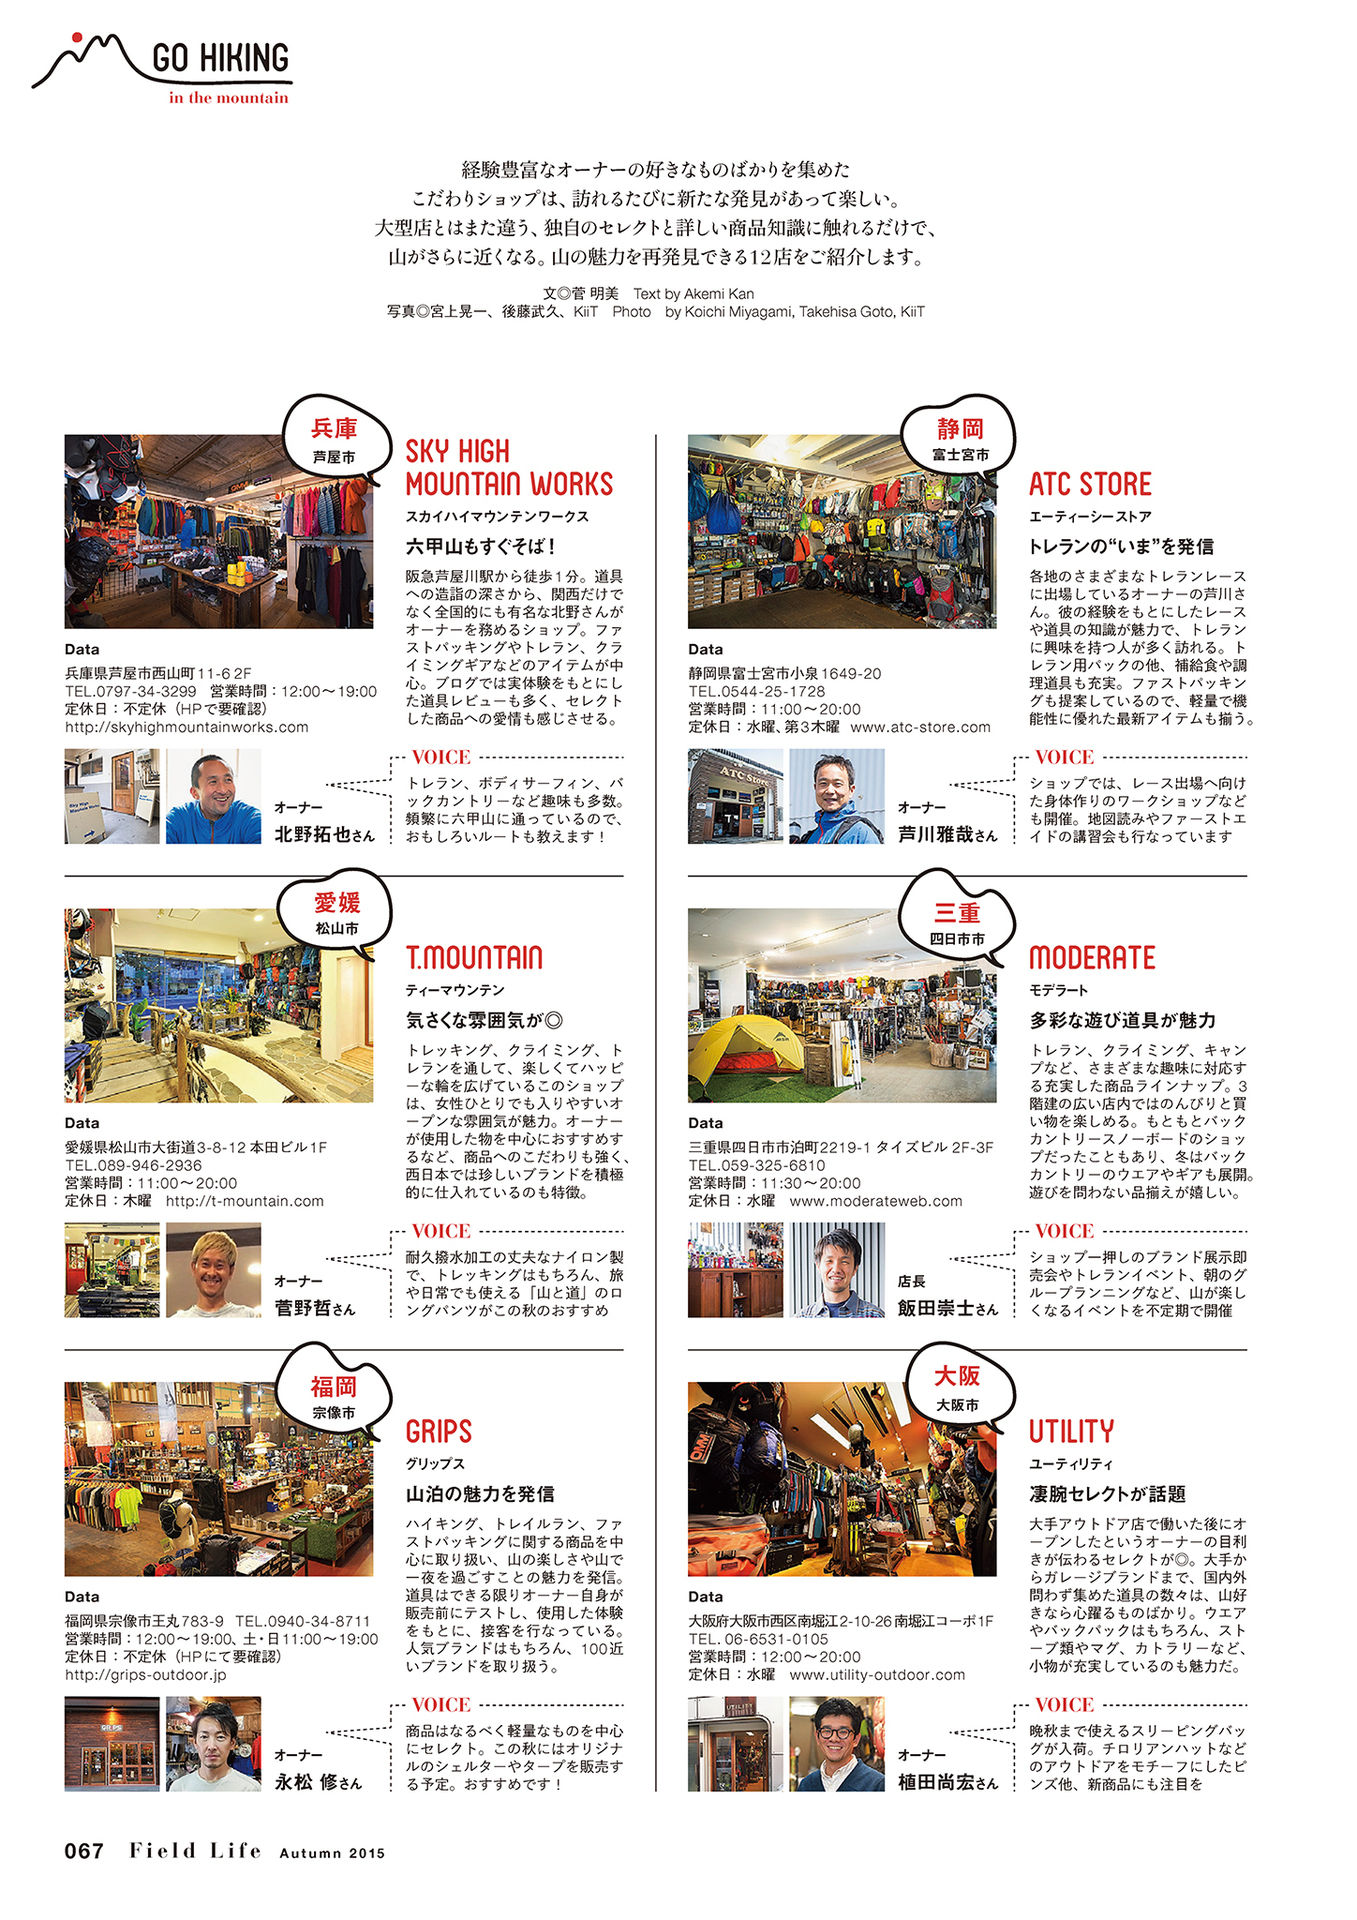 GO HIKING
in the mountain
経験豊富なオーナーの好きなものばかりを集めた
こだわりショップは、訪れるたびに新たな発見があって楽しい。
大型店とはまた違う、独自のセレクトと詳しい商品知識に触れるだけで、
山がさらに近くなる。山の魅力を再発見できる12店をご紹介します。
文◎菅 明美 Text by Akemi Kan
写真◎宮上晃一、後藤武久、KiiT Photo by Koichi Miyagami, Takehisa Goto, KiiT
兵庫
芦屋市
SKY HIGH
MOUNTAIN WORKS
スカイハイマウンテンワークス
六甲山もすぐそば！
阪急芦屋川駅から徒歩1分。道具
への造詣の深さから、関西だけで
なく全国的にも有名な北野さんが
オーナーを務めるショップ。ファ
ストパッキングやトレラン、クラ
イミングギアなどのアイテムが中
心。ブログでは実体験をもとにし
た道具レビューも多く、セレクト
した商品への愛情も感じさせる。
Data
兵庫県芦屋市西山町11-6 2F
TEL.0797-34-3299 営業時間：12:00〜19:00
定休日：不定休（HPで要確認）
http://skyhighmountainworks.com
オーナー
北野拓也さん
VOICE
トレラン、ボディサーフィン、バ
ックカントリーなど趣味も多数。
頻繁に六甲山に通っているので、
おもしろいルートも教えます！
愛媛
松山市
T.MOUNTAIN
ティーマウンテン
気さくな雰囲気が◎
トレッキング、クライミング、ト
レランを通して、楽しくてハッピ
ーな輪を広げているこのショップ
は、女性ひとりでも入りやすいオ
ープンな雰囲気が魅力。オーナー
が使用した物を中心におすすめす
るなど、商品へのこだわりも強く、
西日本では珍しいブランドを積極
的に仕入れているのも特徴。
Data
愛媛県松山市大街道3-8-12 本田ビル1F
TEL.089-946-2936
営業時間：11:00〜20:00
定休日：木曜 http://t-mountain.com
オーナー
菅野哲さん
VOICE
耐久撥水加工の丈夫なナイロン製
で、トレッキングはもちろん、旅
や日常でも使える「山と道」のロ
ングパンツがこの秋のおすすめ
福岡
宗像市
GRIPS
グリップス
山泊の魅力を発信
ハイキング、トレイルラン、ファ
ストパッキングに関する商品を中
心に取り扱い、山の楽しさや山で
一夜を過ごすことの魅力を発信。
道具はできる限りオーナー自身が
販売前にテストし、使用した体験
をもとに、接客を行なっている。
人気ブランドはもちろん、100近
いブランドを取り扱う。
Data
福岡県宗像市王丸783-9 TEL.0940-34-8711
営業時間：12:00〜19:00、土・日11:00〜19:00
定休日：不定休（HPにて要確認）
http://grips-outdoor.jp
オーナー
永松 修さん
VOICE
商品はなるべく軽量なものを中心
にセレクト。この秋にはオリジナ
ルのシェルターやタープを販売す
る予定。おすすめです！
静岡
富士宮市
ATC STORE
エーティーシーストア
トレランの“いま”を発信
各地のさまざまなトレランレース
に出場しているオーナーの芦川さ
ん。彼の経験をもとにしたレース
や道具の知識が魅力で、トレラン
に興味を持つ人が多く訪れる。ト
レラン用パックの他、補給食や調
理道具も充実。ファストパッキン
グも提案しているので、軽量で機
能性に優れた最新アイテムも揃う。
Data
静岡県富士宮市小泉1649-20
TEL.0544-25-1728
営業時間：11:00〜20:00
定休日：水曜、第3木曜 www.atc-store.com
ATC Store
オーナー
芦川雅哉さん
VOICE
ショップでは、レース出場へ向け
た身体作りのワークショップなど
も開催。地図読みやファーストエ
イドの講習会も行なっています
三重
四日市市
MODERATE
モデラート
多彩な遊び道具が魅力
トレラン、クライミング、キャン
プなど、さまざまな趣味に対応す
る充実した商品ラインナップ。3
階建の広い店内ではのんびりと買
い物を楽しめる。もともとバック
カントリースノーボードのショッ
プだったこともあり、冬はバック
カントリーのウエアやギアも展開。
遊びを問わない品揃えが嬉しい。
Data
三重県四日市市泊町2219-1 タイズビル 2F-3F
TEL.059-325-6810
営業時間：11:30〜20:00
定休日：水曜 www.moderateweb.com
店長
飯田崇士さん
VOICE
ショップ一押しのブランド展示即
売会やトレランイベント、朝のグ
ループランニングなど、山が楽し
くなるイベントを不定期で開催
大阪
大阪市
UTILITY
ユーティリティ
凄腕セレクトが話題
大手アウトドア店で働いた後にオ
ープンしたというオーナーの目利
きが伝わるセレクトが◎。大手か
らガレージブランドまで、国内外
問わず集めた道具の数々は、山好
きなら心躍るものばかり。ウエア
やバックパックはもちろん、スト
ーブ類やマグ、カトラリーなど、
小物が充実しているのも魅力だ。
Data
大阪府大阪市西区南堀江2-10-26 南堀江コーポ1F
TEL. 06-6531-0105
営業時間：12:00〜20:00
定休日：水曜 www.utility-outdoor.com
オーナー
植田尚宏さん
VOICE
晩秋まで使えるスリーピングバッ
グが入荷。チロリアンハットなど
のアウトドアをモチーフにしたピ
ンズ他、新商品にも注目を
067 Field Life Autumn 2015